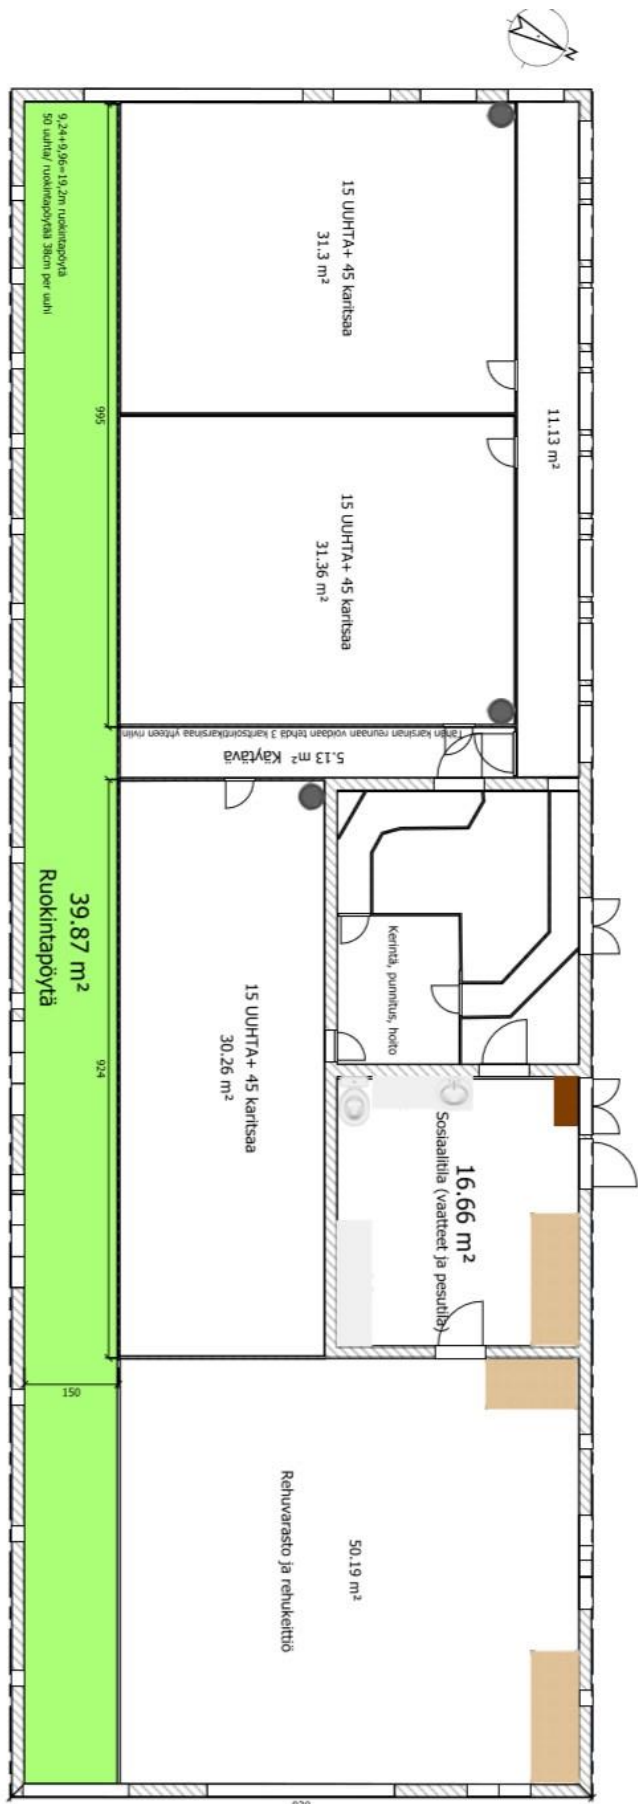 N
9,24+9,96=19,2m ruokintapöytä
50 uuhta/ ruokintapöytää 38cm per uuhi
15 UUHTA+ 45 karitsaa
31.3 m²
11.13 m²
995
15 UUHTA+ 45 karitsaa
31.36 m²
Tähän karsinan reunaan voidaan tehdä 3 karitsointikarsinaa yhteen riviin
5.13 m² Käytävä
39.87 m²
Ruokintapöytä
924
15 UUHTA+ 45 karitsaa
30.26 m²
Kerintä, punnitus, hoito
16.66 m²
Sosiaalitila (vaatteet ja pesutila)
150
50.19 m²
Rehuvarasto ja rehukeittiö